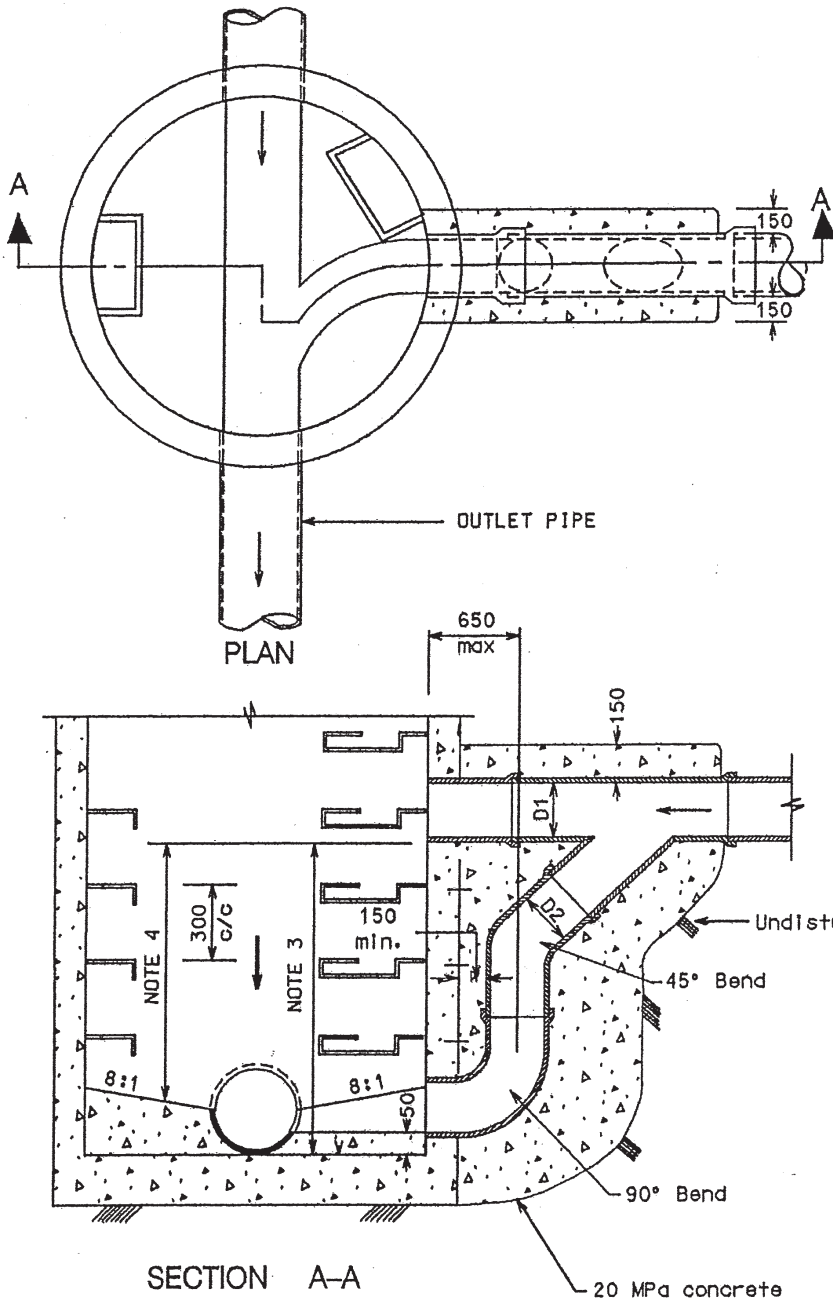 A
A
150
150
OUTLET PIPE
PLAN
650
max
150
D1
D2
NOTE 4
300
c/c
NOTE 3
150
min.
Undistu
45° Bend
8:1
8:1
50
90° Bend
SECTION A-A
20 MPa concrete